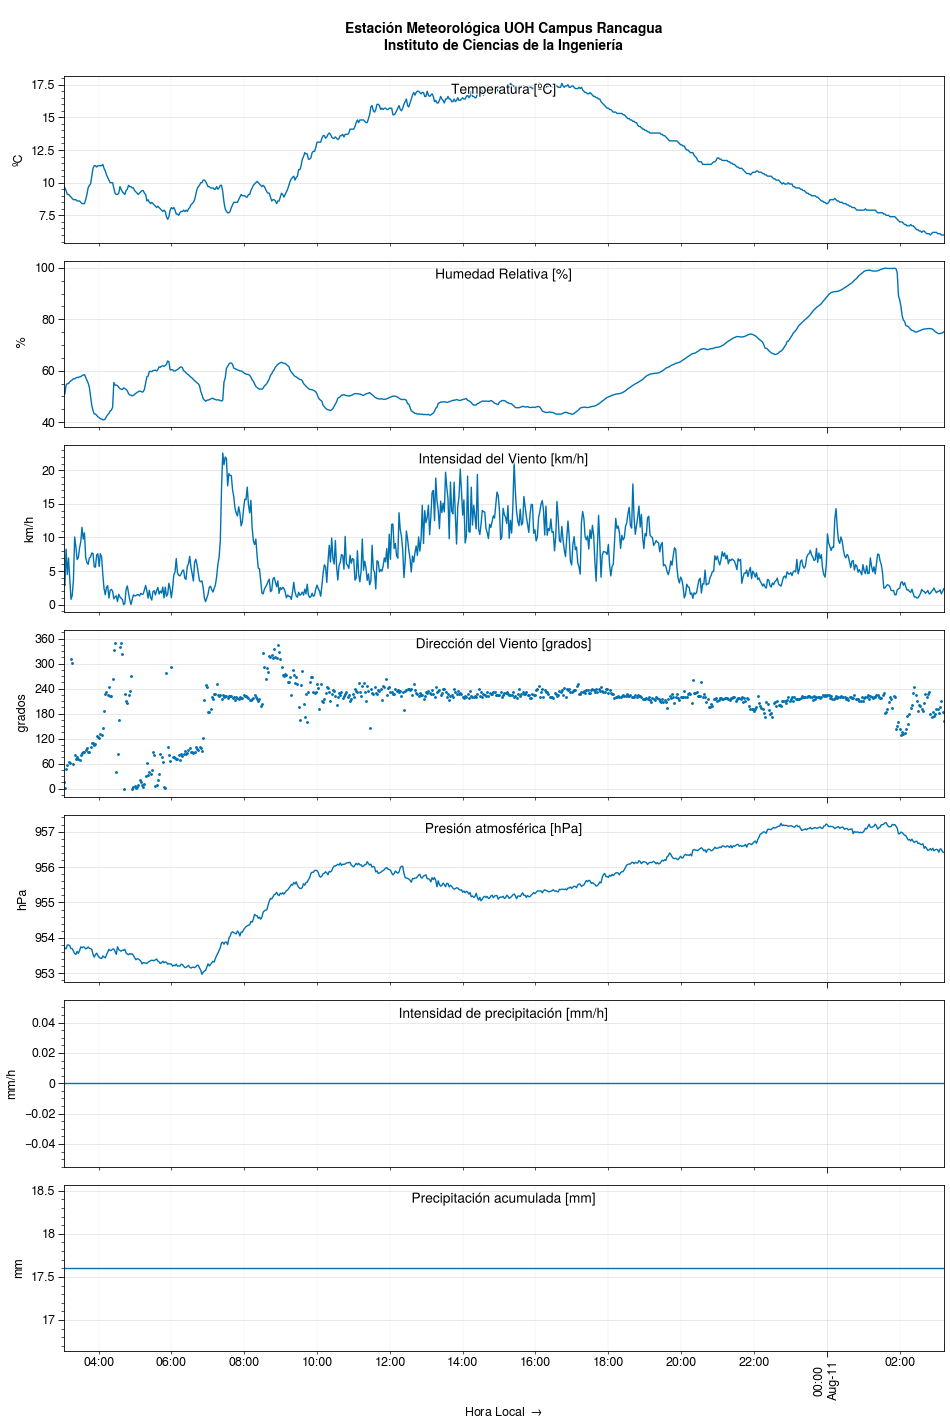 Estación Meteorológica UOH Campus Rancagua
Instituto de Ciencias de la Ingeniería
Temperatura [ºC]
ºC
17.5
15
12.5
10
7.5
Humedad Relativa [%]
%
100
80
60
40
Intensidad del Viento [km/h]
km/h
20
15
10
5
0
Dirección del Viento [grados]
grados
360
300
240
180
120
60
0
Presión atmosférica [hPa]
hPa
957
956
955
954
953
Intensidad de precipitación [mm/h]
mm/h
0.04
0.02
0
−0.02
−0.04
Precipitación acumulada [mm]
mm
18.5
18
17.5
17
04:00 06:00 08:00 10:00 12:00 14:00 16:00 18:00 20:00 22:00 00:00 02:00
Aug-11
Hora Local →